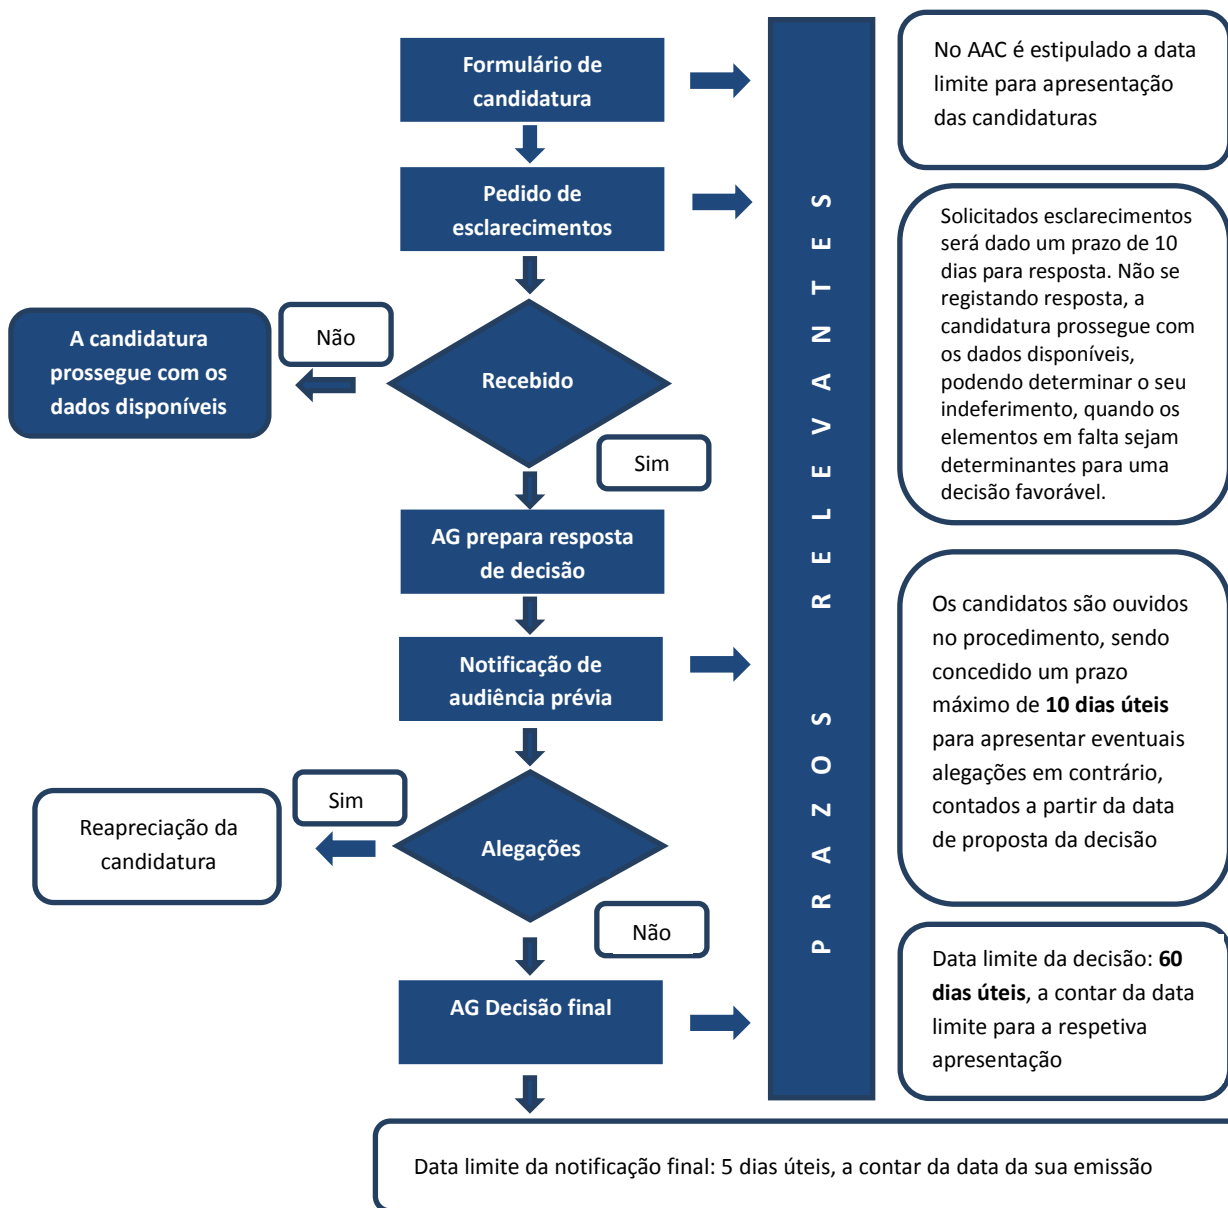 Formulário de
candidatura
No AAC é estipulado a data
limite para apresentação
das candidaturas
Pedido de
esclarecimentos
Solicitados esclarecimentos
será dado um prazo de 10
dias para resposta. Não se
registando resposta, a
candidatura prossegue com
os dados disponíveis,
podendo determinar o seu
indeferimento, quando os
elementos em falta sejam
determinantes para uma
decisão favorável.
Recebido
Não
A candidatura
prossegue com os
dados disponíveis
Sim
AG prepara resposta
de decisão
Notificação de
audiência prévia
Os candidatos são ouvidos
no procedimento, sendo
concedido um prazo
máximo de 10 dias úteis
para apresentar eventuais
alegações em contrário,
contados a partir da data
de proposta da decisão
Alegações
Sim
Reapreciação da
candidatura
Não
AG Decisão final
Data limite da decisão: 60
dias úteis, a contar da data
limite para a respetiva
apresentação
PRAZOS RELEVANTES
Data limite da notificação final: 5 dias úteis, a contar da data da sua emissão